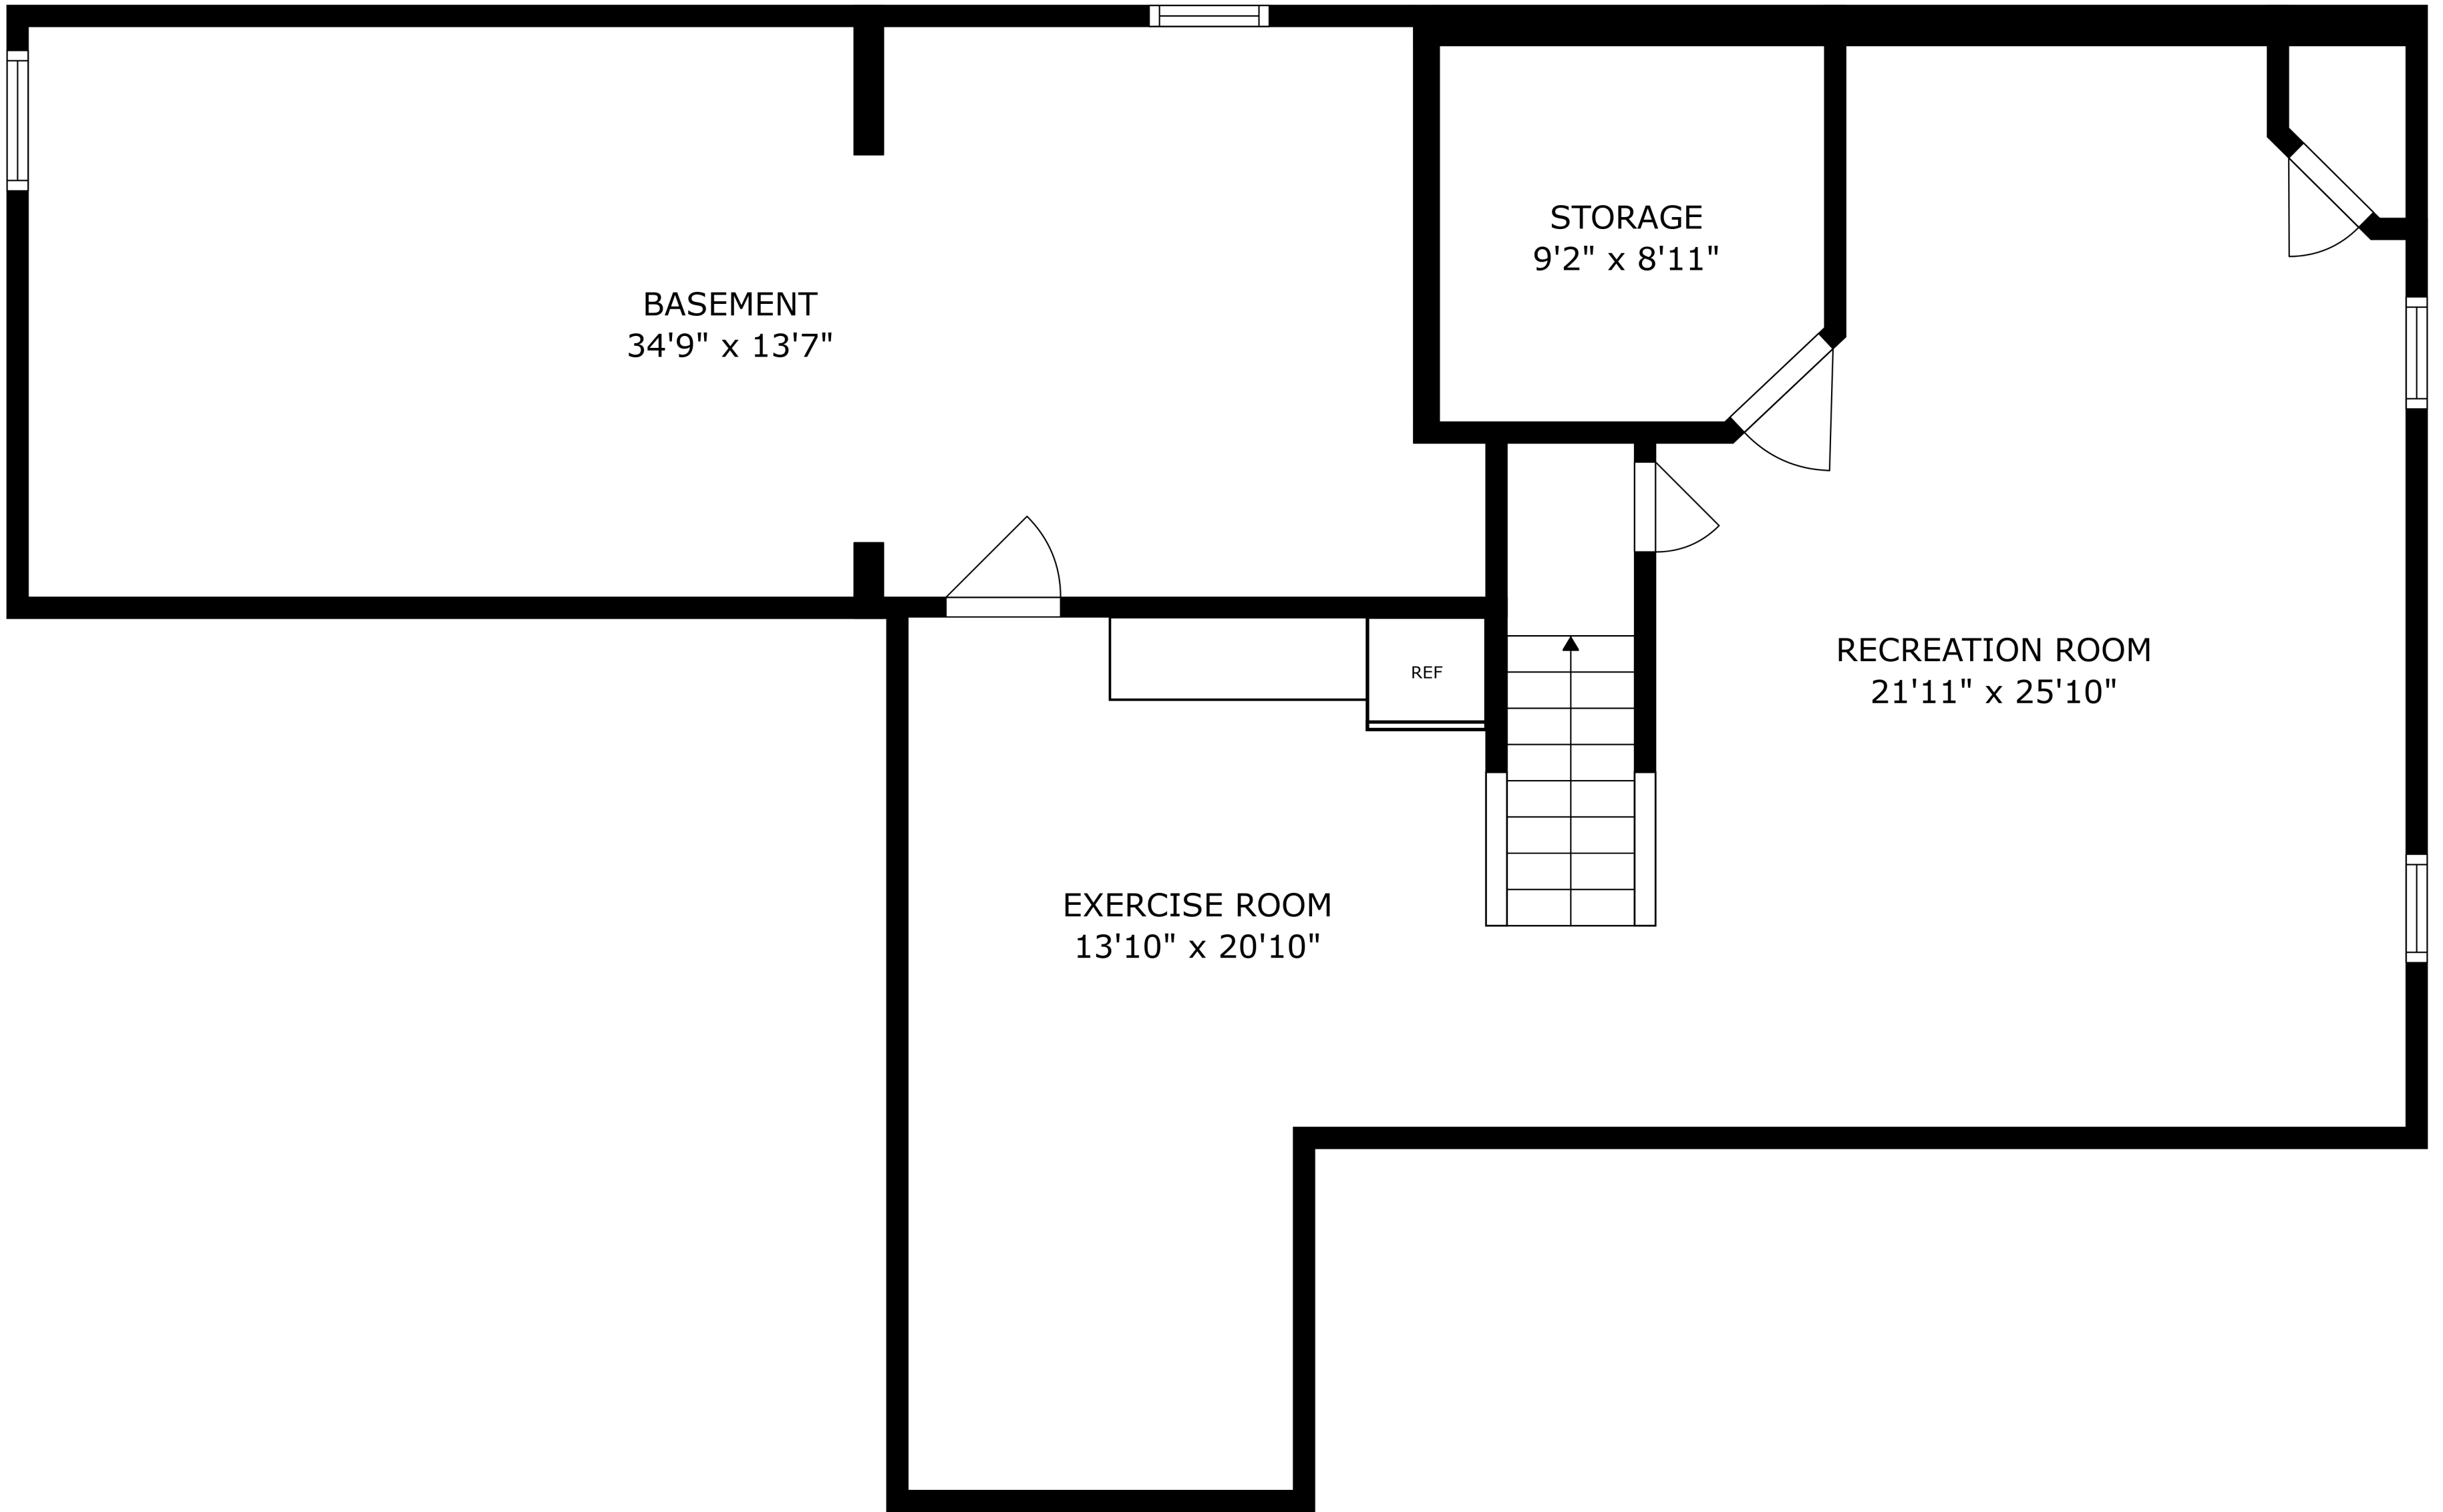 STORAGE
9'2" x 8'11"
BASEMENT
34'9" x 13'7"
RECREATION ROOM
21'11" x 25'10"
REF
EXERCISE ROOM
13'10" x 20'10"